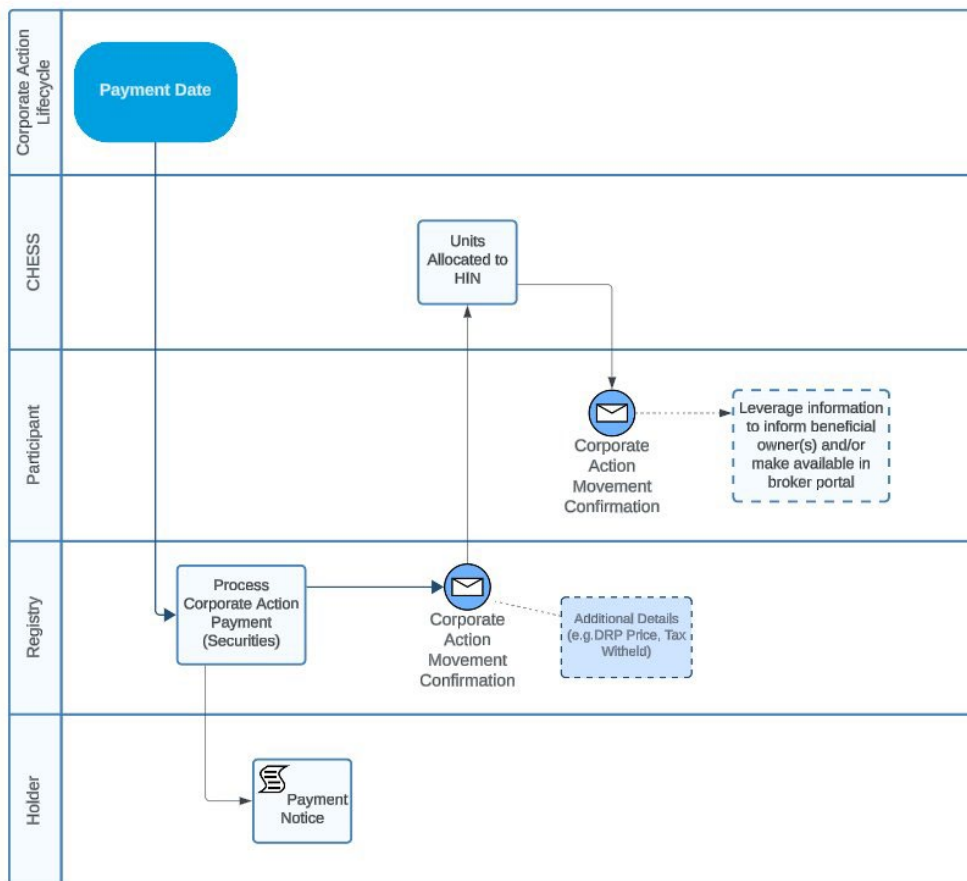 Corporate Action
Lifecycle
Payment Date
CHESS
Units
Allocated to
HIN
Participant
Corporate
Action
Movement
Confirmation
Leverage information
to inform beneficial
owner(s) and/or
make available in
broker portal
Registry
Process
Corporate Action
Payment
(Securities)
Corporate
Action
Movement
Confirmation
Additional Details
(e.g.DRP Price, Tax
Witheld)
Holder
Payment
Notice